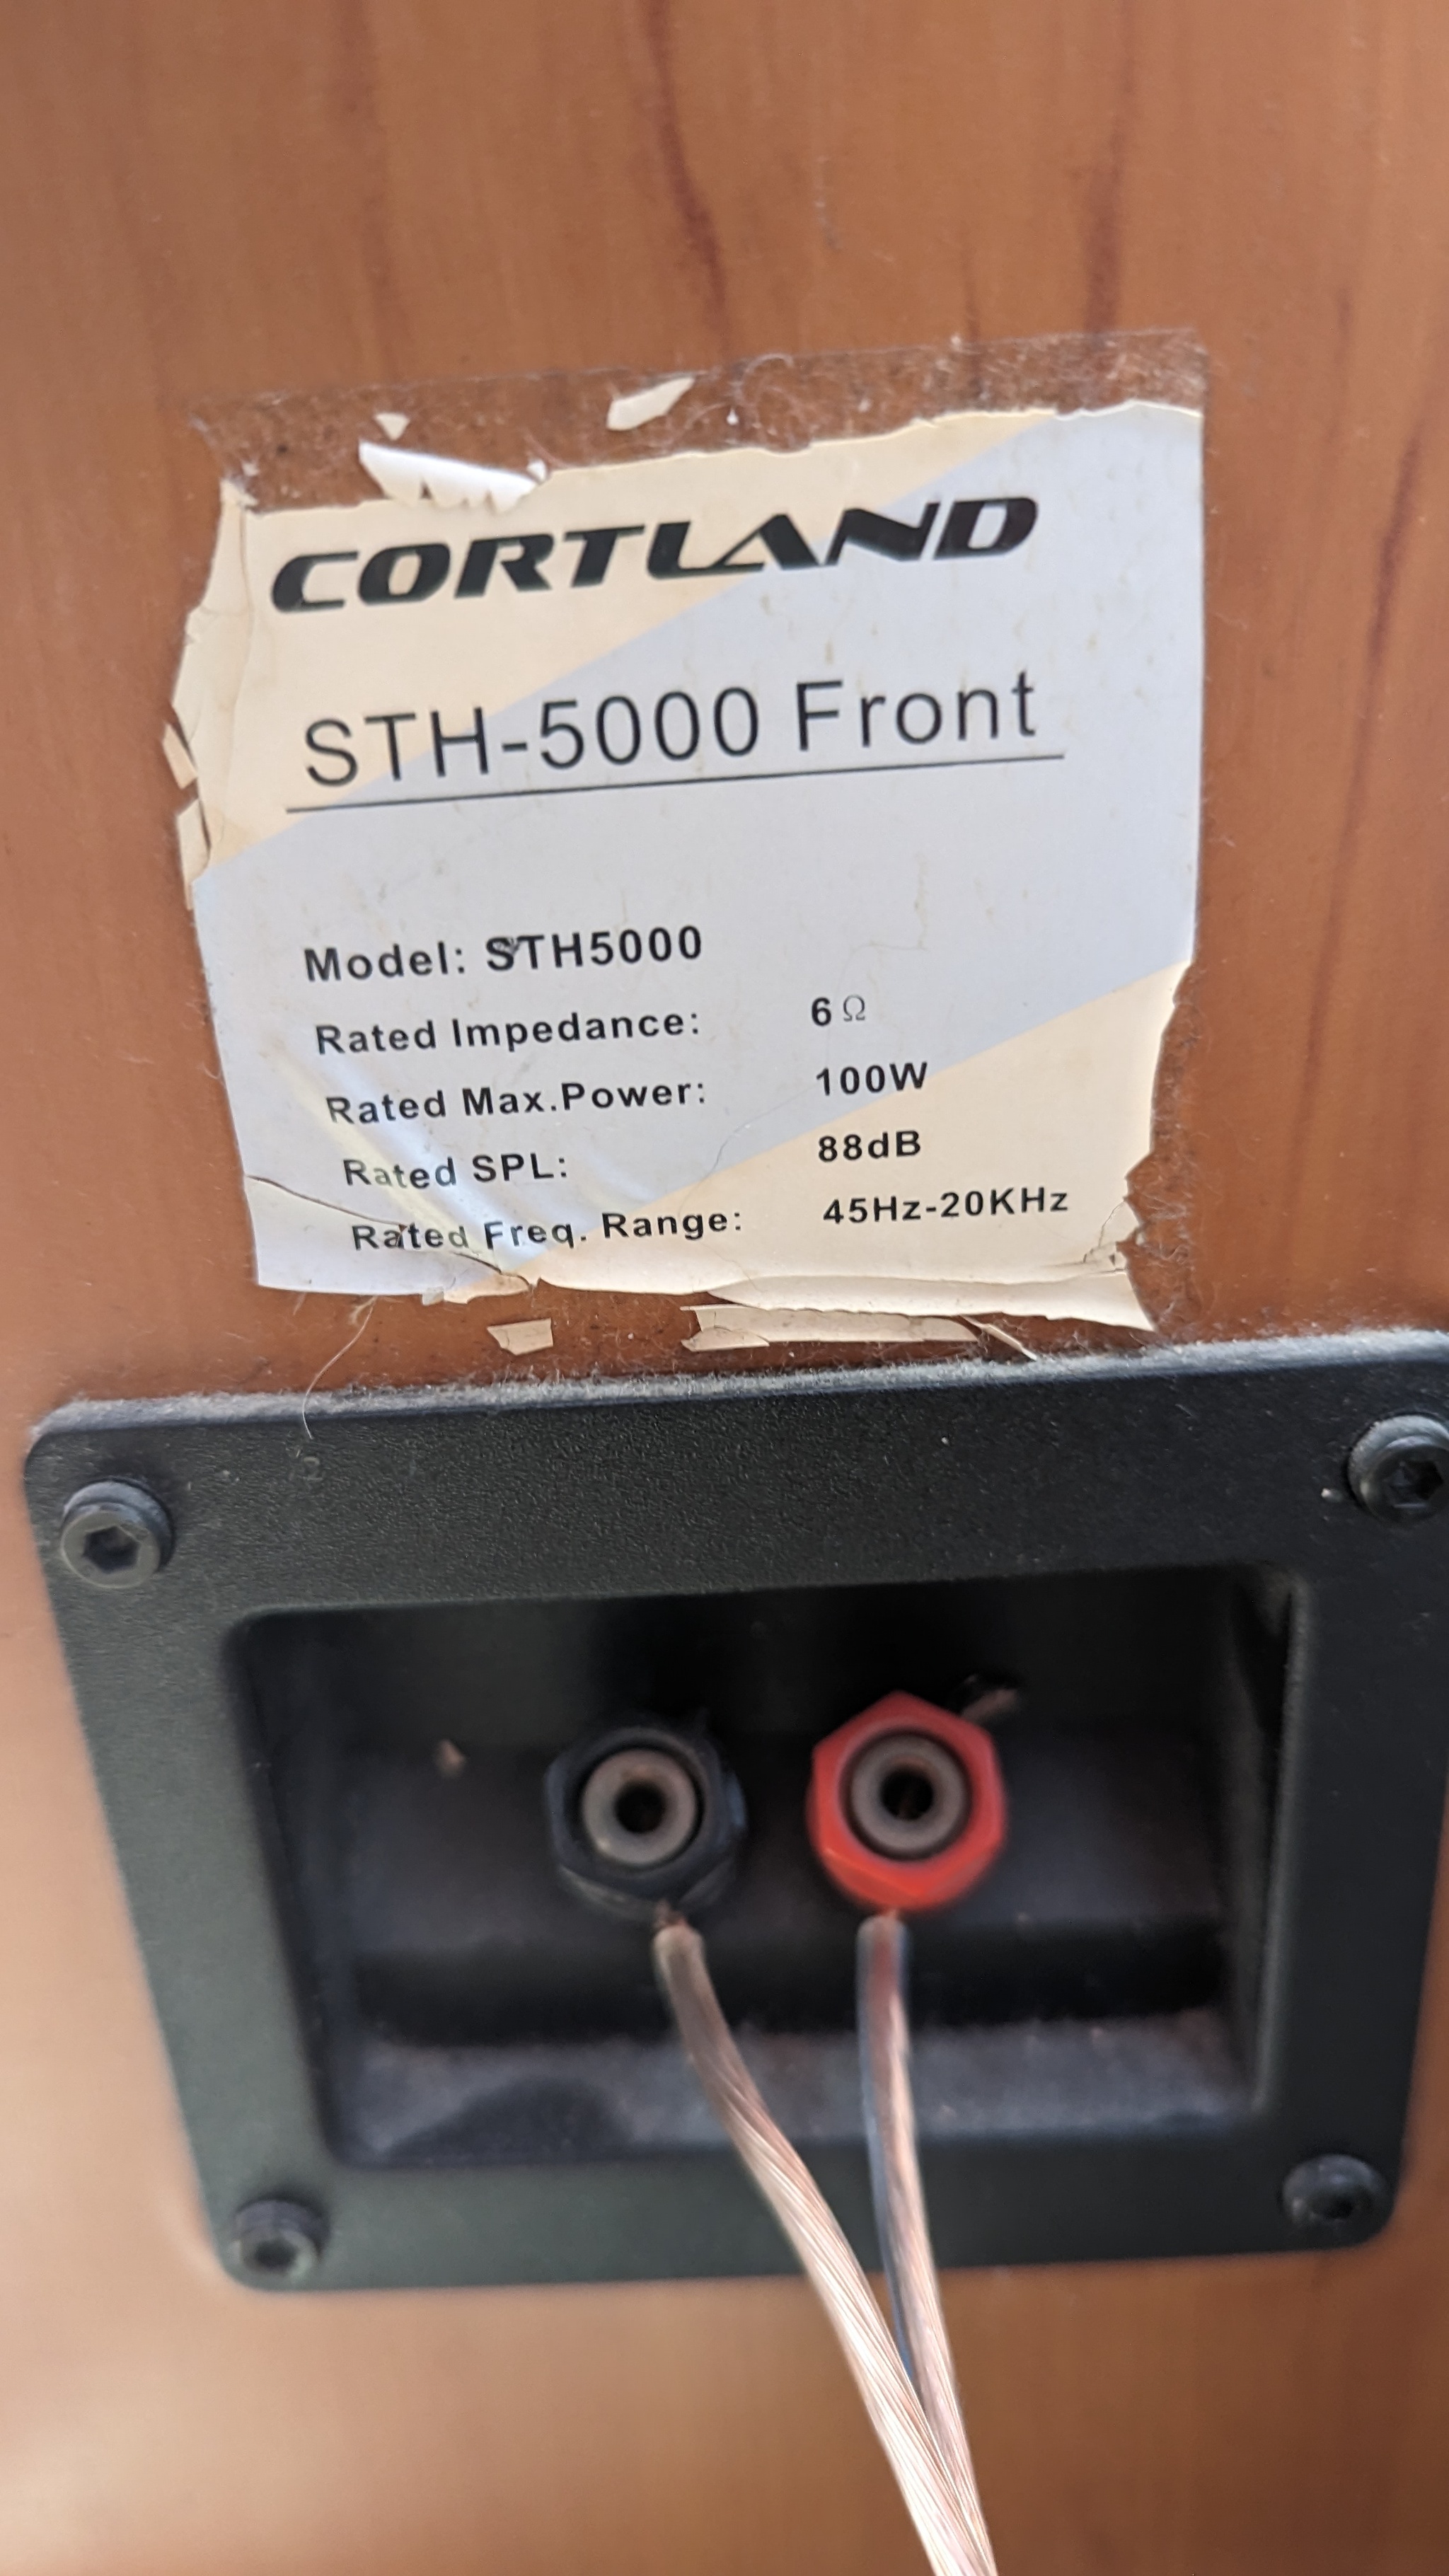 CORTLAND
STH-5000 Front
Model: STH5000
Rated Impedance: 6Ω
Rated Max.Power: 100W
Rated SPL: 88dB
Rated Freq. Range: 45Hz-20KHz